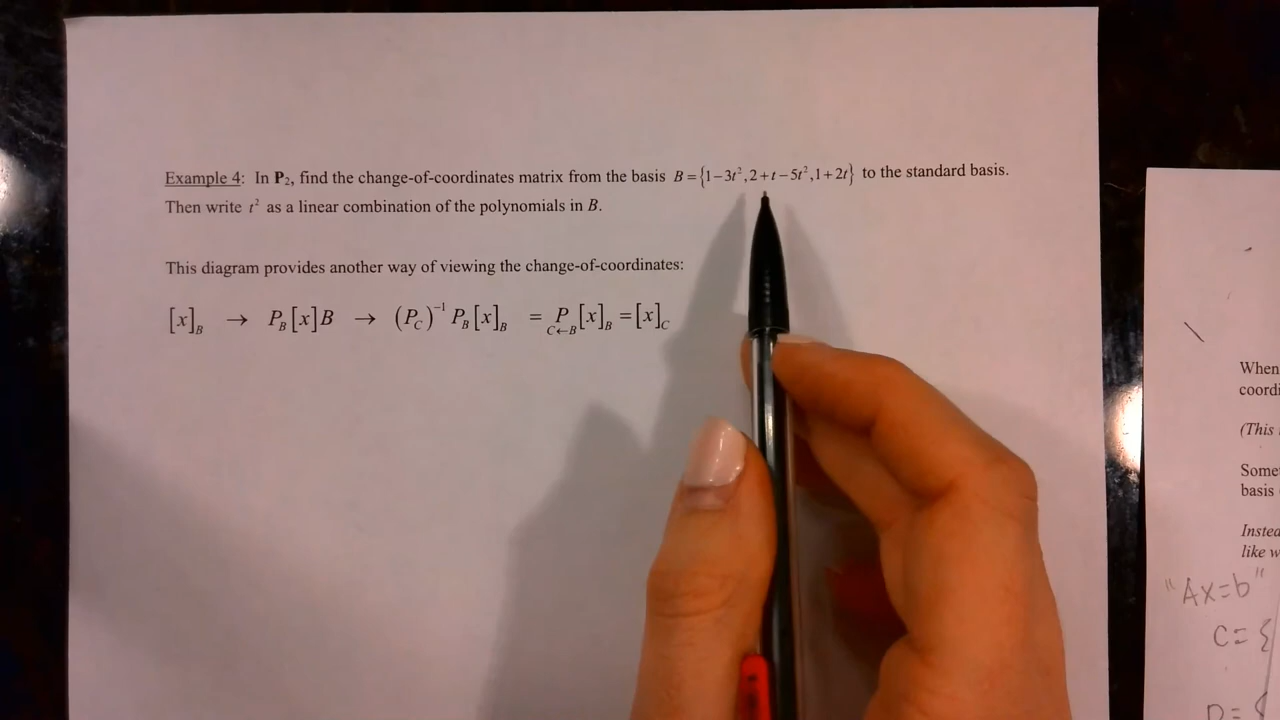 Example 4: In P₂, find the change-of-coordinates matrix from the basis B = {1−3t², 2+t−5t², 1+2t} to the standard basis.
Then write t² as a linear combination of the polynomials in B.
This diagram provides another way of viewing the change-of-coordinates:
[x]_B → P_B[x]B → (P_C)⁻¹ P_B[x]_B = P_{C←B}[x]_B = [x]_C
When
coordi
(This
Some
basis
Instea
like w
"Ax=b"
C= {
D= {